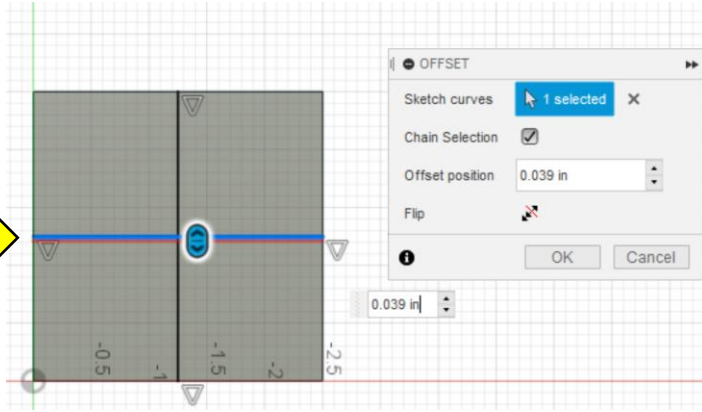 OFFSET
Sketch curves 1 selected
Chain Selection
Offset position 0.039 in
Flip
OK Cancel
0.039 in
-0.5
-1
-1.5
-2
-2.5